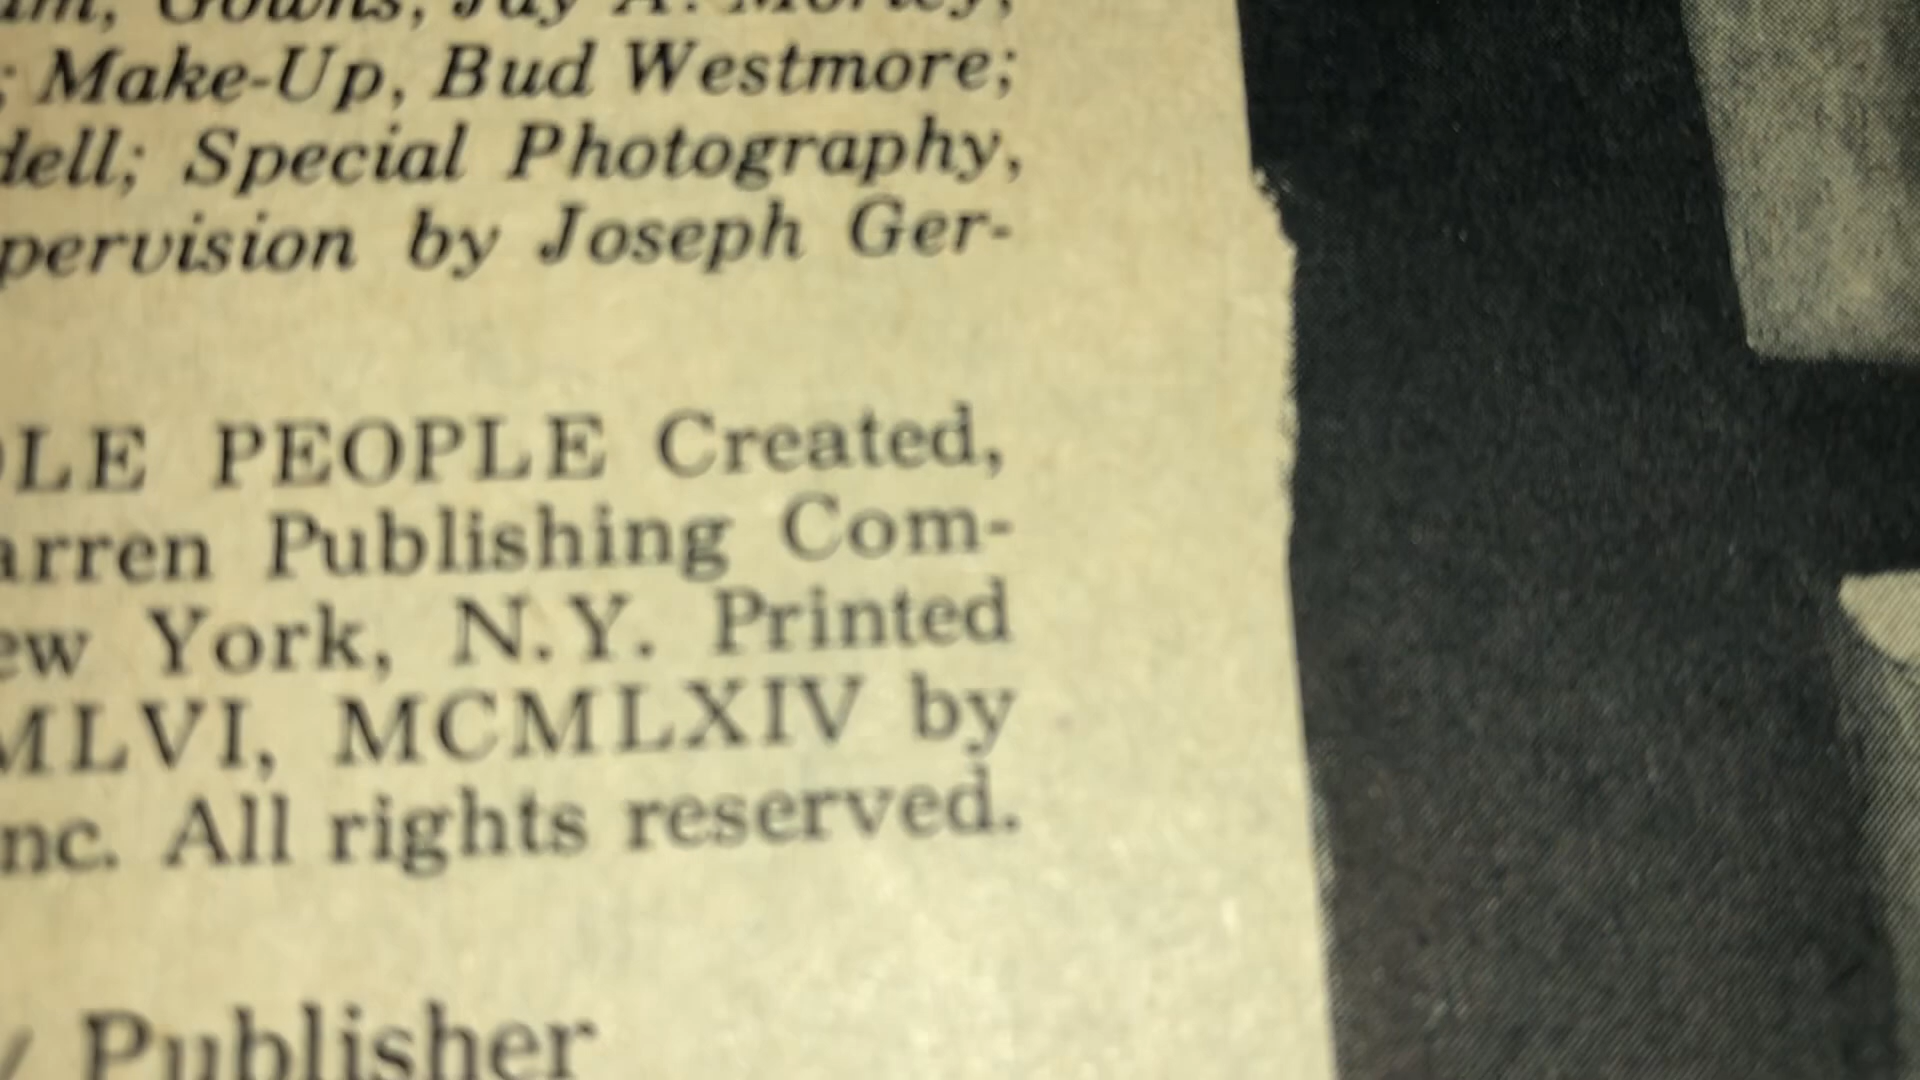 Gowns, Jay A. Morley,
; Make-Up, Bud Westmore;
dell; Special Photography,
pervision by Joseph Ger-
OLE PEOPLE Created,
arren Publishing Com-
ew York, N.Y. Printed
MLVI, MCMLXIV by
nc. All rights reserved.
Publisher